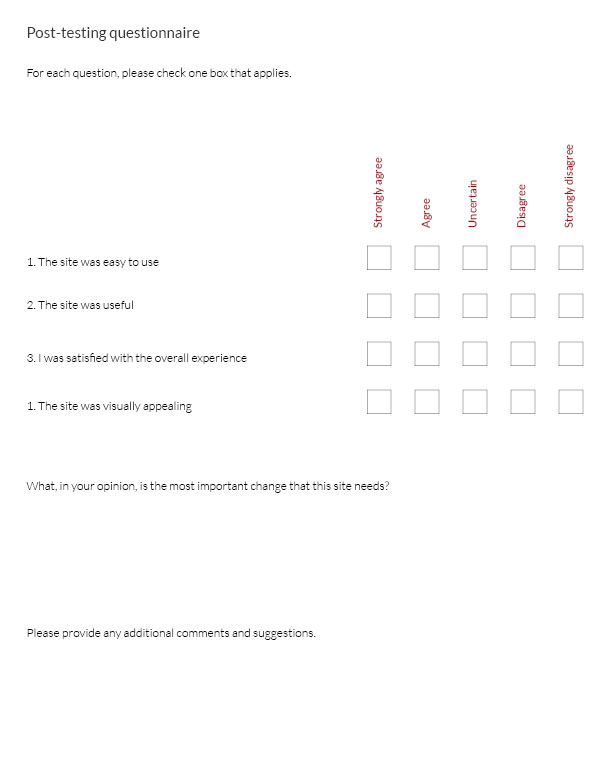 Post-testing questionnaire
For each question, please check one box that applies.
Strongly agree
Agree
Uncertain
Disagree
Strongly disagree
1. The site was easy to use
2. The site was useful
3. I was satisfied with the overall experience
1. The site was visually appealing
What, in your opinion, is the most important change that this site needs?
Please provide any additional comments and suggestions.